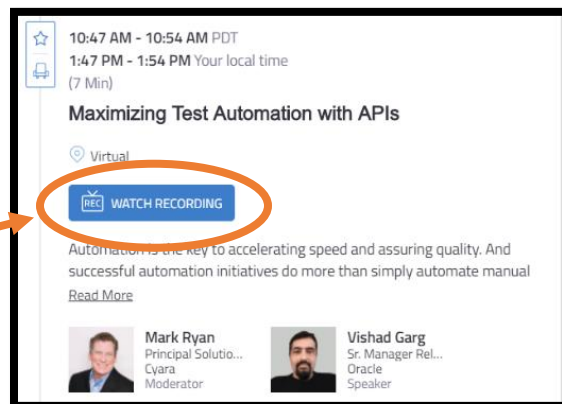 10:47 AM - 10:54 AM PDT
1:47 PM - 1:54 PM Your local time
(7 Min)
Maximizing Test Automation with APIs
Virtual
REC WATCH RECORDING
Automation is the key to accelerating speed and assuring quality. And
successful automation initiatives do more than simply automate manual
Read More
Mark Ryan
Principal Solutio...
Cyara
Moderator
Vishad Garg
Sr. Manager Rel...
Oracle
Speaker